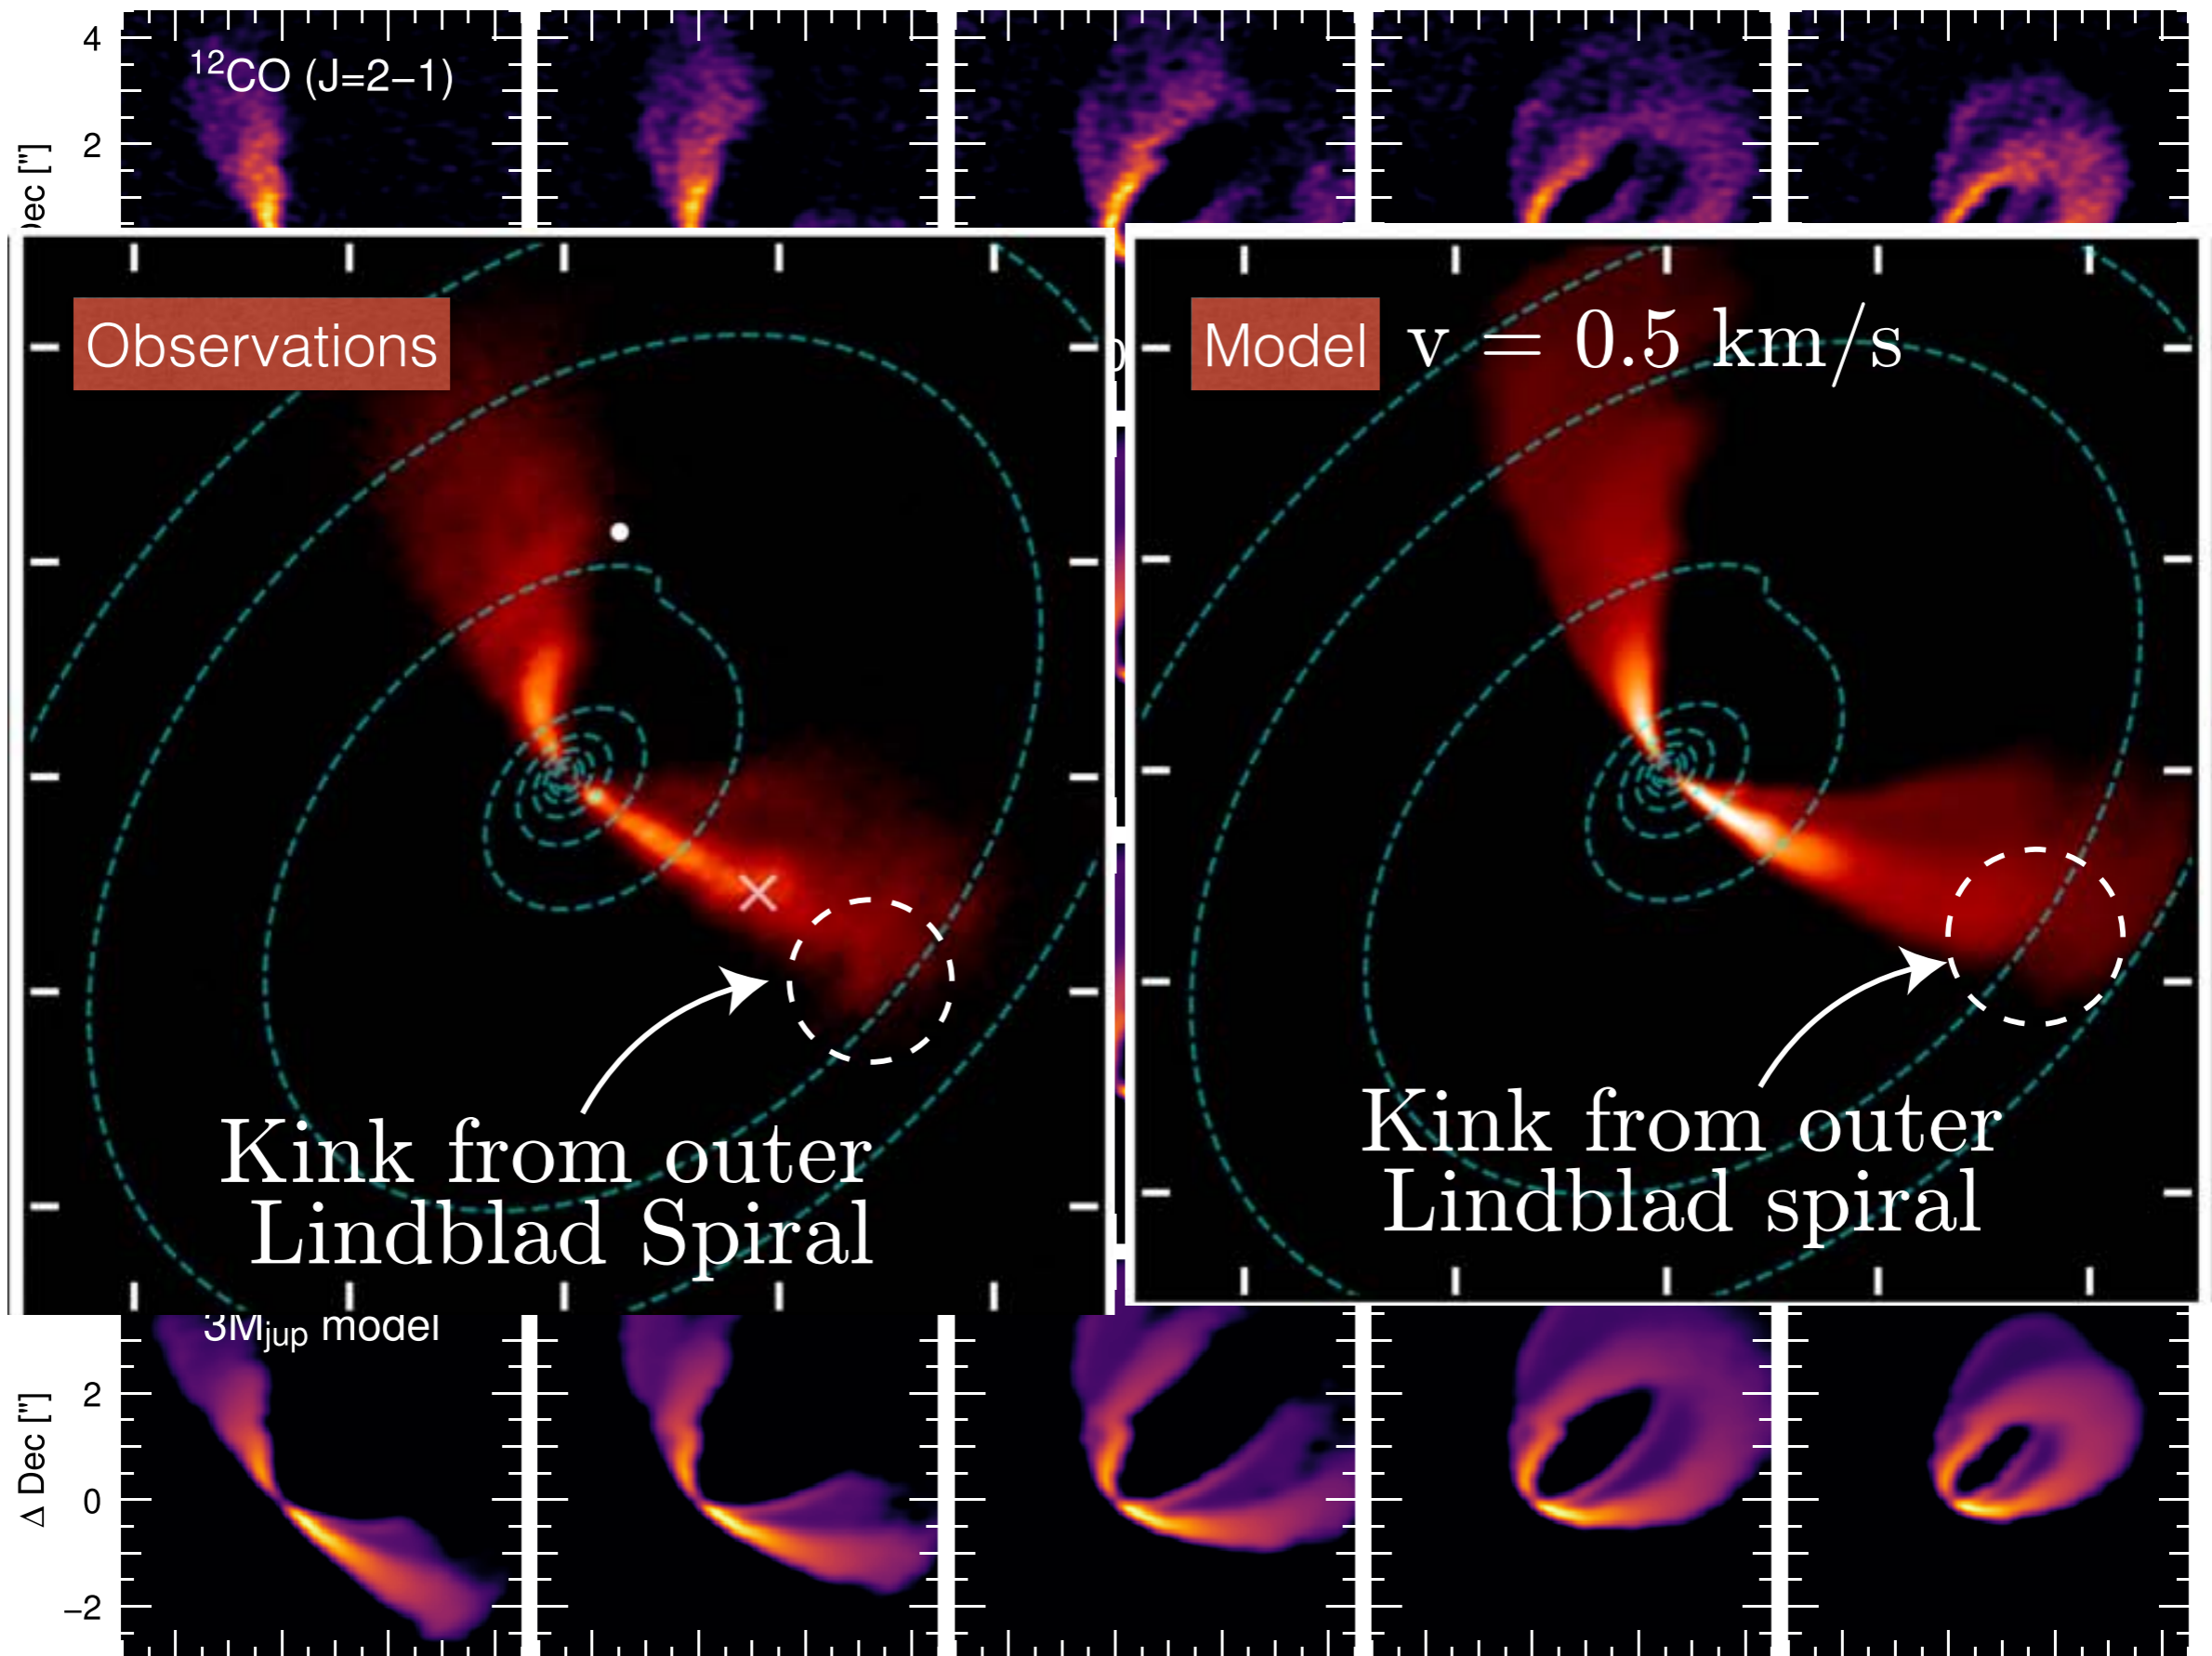 4
¹²CO (J=2−1)
2
Dec ["]
Observations
Model v = 0.5 km/s
Kink from outer
Lindblad Spiral
Kink from outer
Lindblad spiral
3Mjup model
2
Δ Dec ["]
0
−2